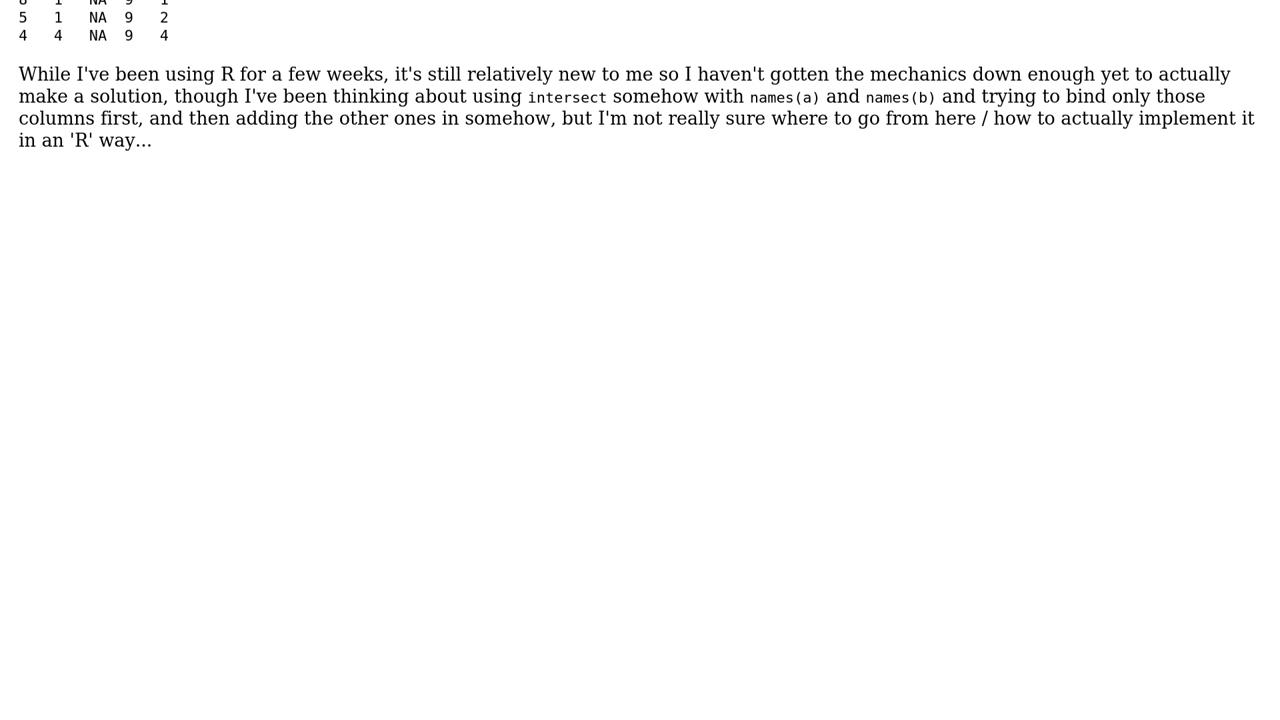 5   1   NA  9   2
4   4   NA  9   4
While I've been using R for a few weeks, it's still relatively new to me so I haven't gotten the mechanics down enough yet to actually
make a solution, though I've been thinking about using intersect somehow with names(a) and names(b) and trying to bind only those
columns first, and then adding the other ones in somehow, but I'm not really sure where to go from here / how to actually implement it
in an 'R' way...